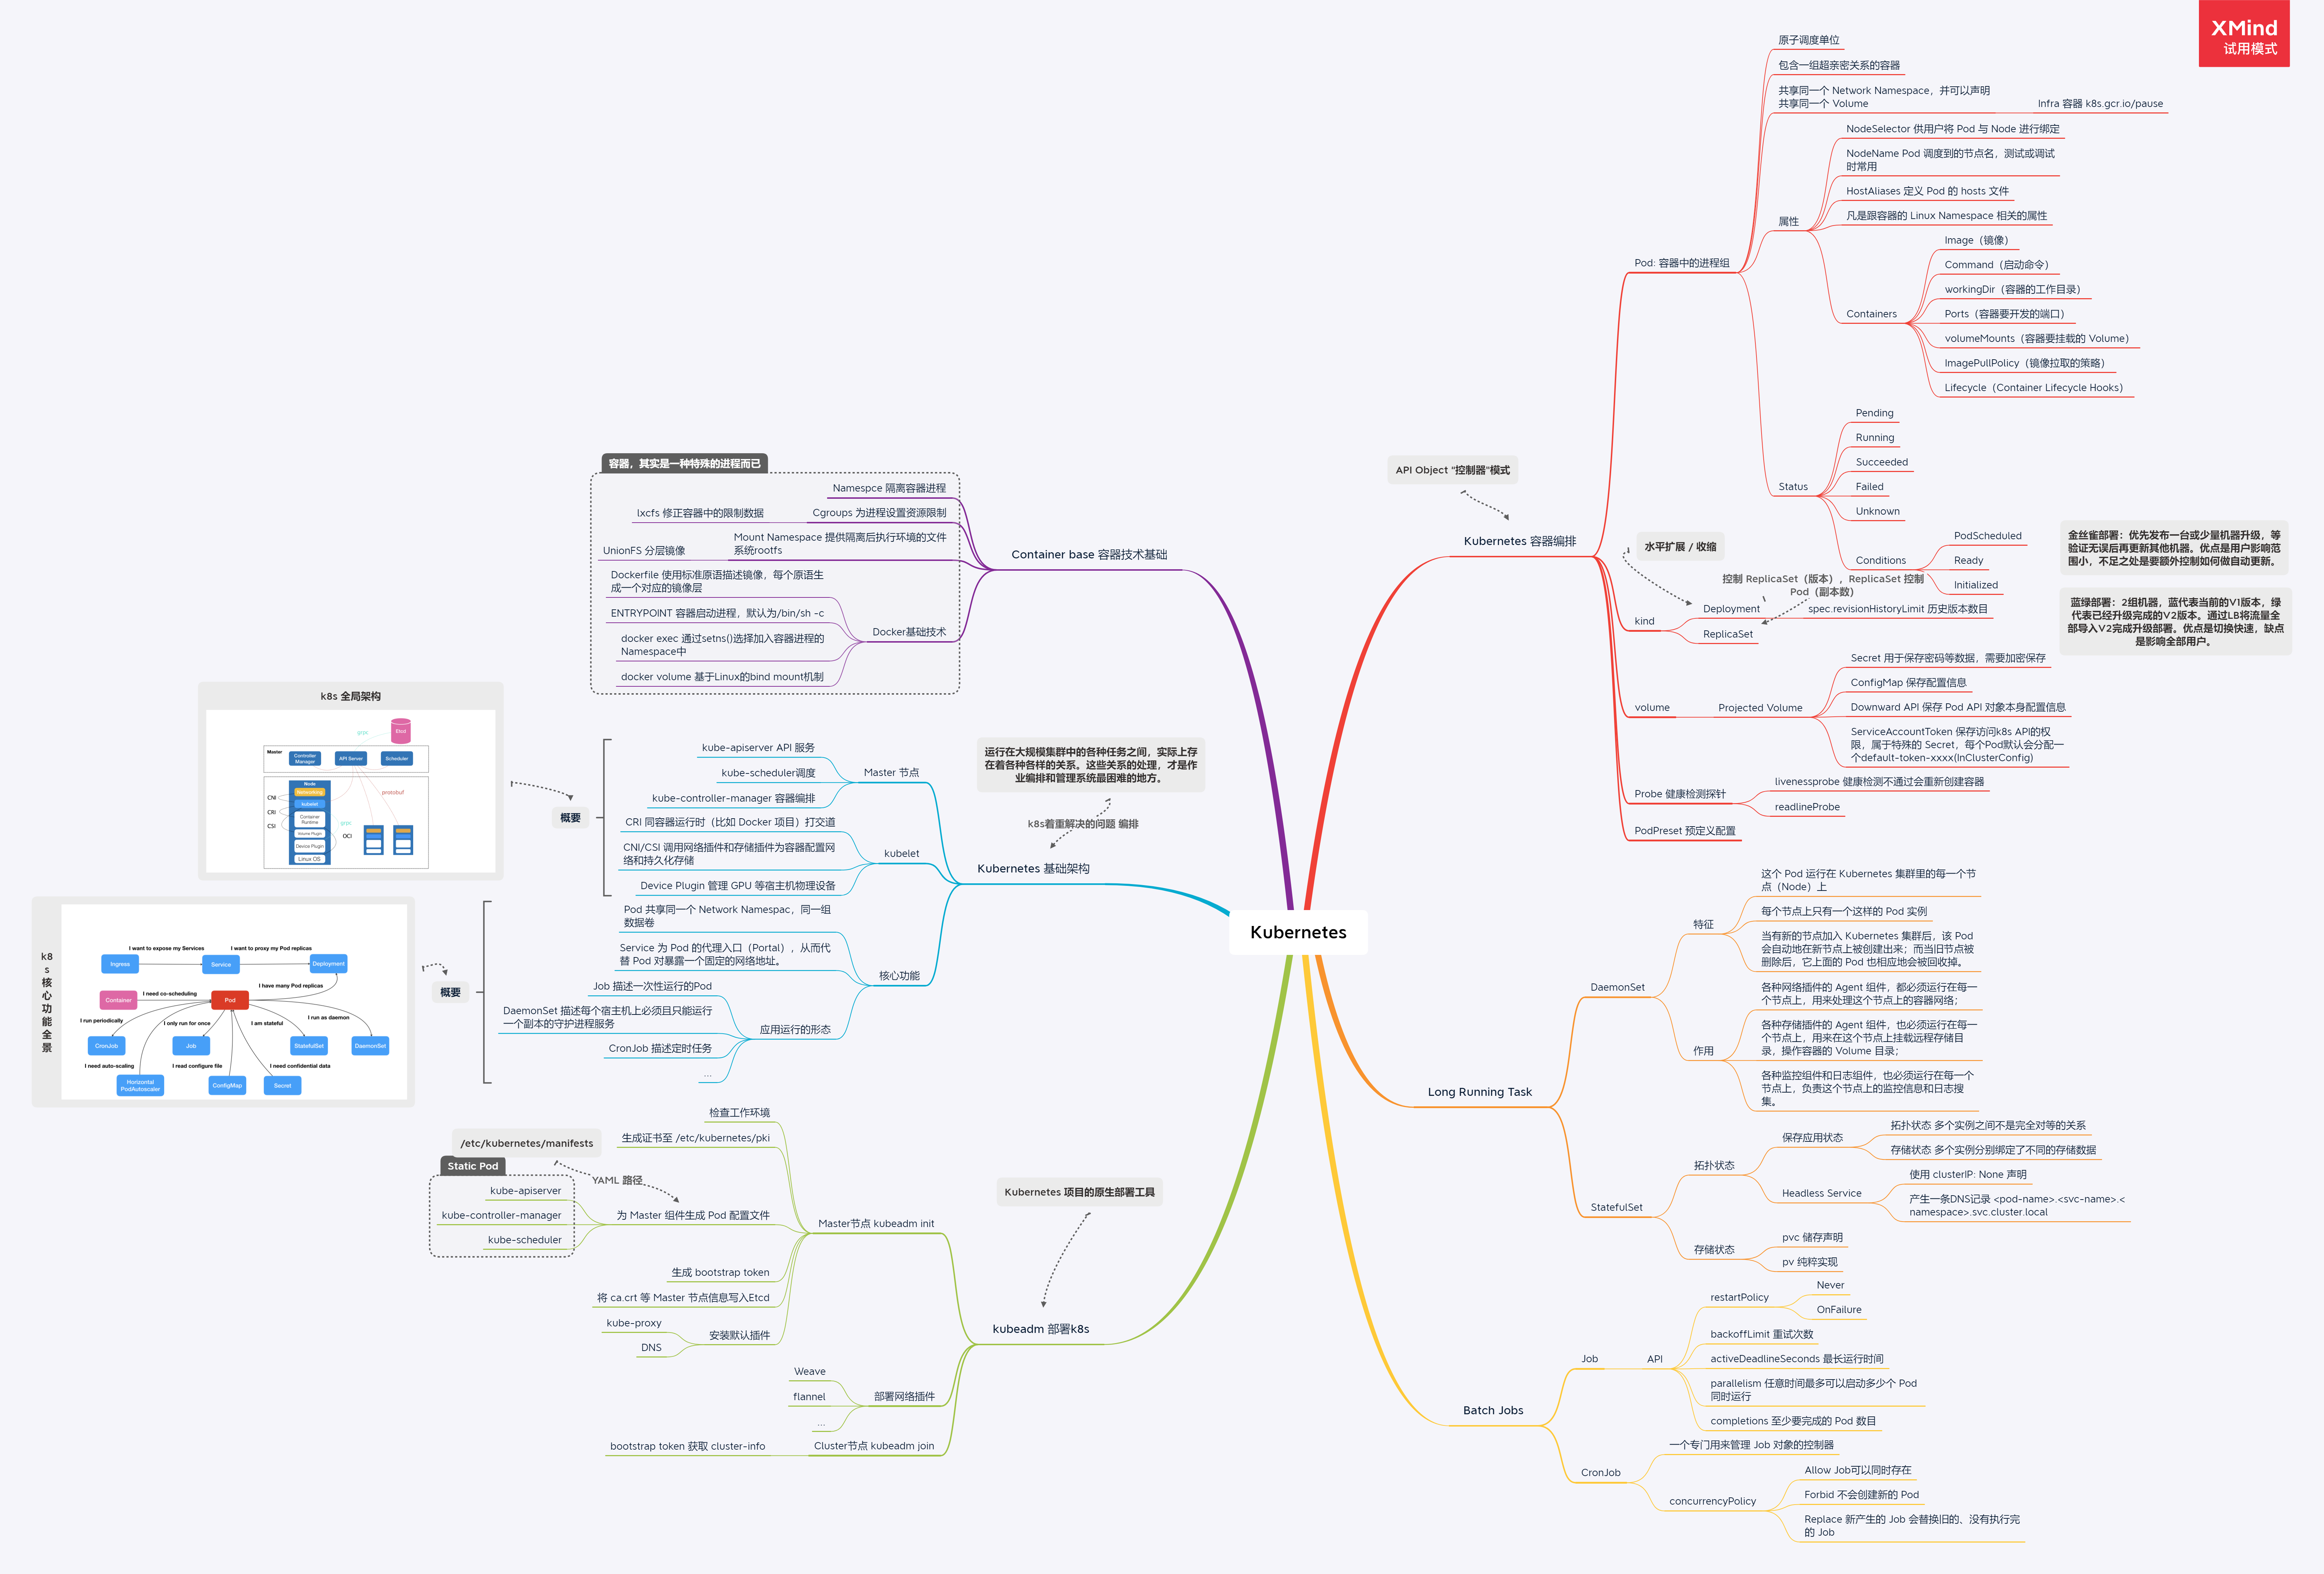 XMind
试用模式
Kubernetes
Kubernetes 容器编排
API Object "控制器"模式
Pod: 容器中的进程组
原子调度单位
包含一组超亲密关系的容器
共享同一个 Network Namespace，并可以声明
共享同一个 Volume
Infra 容器 k8s.gcr.io/pause
属性
NodeSelector 供用户将 Pod 与 Node 进行绑定
NodeName Pod 调度到的节点名，测试或调试
时常用
HostAliases 定义 Pod 的 hosts 文件
凡是跟容器的 Linux Namespace 相关的属性
Containers
Image（镜像）
Command（启动命令）
workingDir（容器的工作目录）
Ports（容器要开发的端口）
volumeMounts（容器要挂载的 Volume）
ImagePullPolicy（镜像拉取的策略）
Lifecycle（Container Lifecycle Hooks）
Status
Pending
Running
Succeeded
Failed
Unknown
Conditions
PodScheduled
Ready
Initialized
水平扩展 / 收缩
控制 ReplicaSet（版本）, ReplicaSet 控制
Pod（副本数）
kind
Deployment
spec.revisionHistoryLimit 历史版本数目
ReplicaSet
金丝雀部署：优先发布一台或少量机器升级，等
验证无误后再更新其他机器。优点是用户影响范
围小，不足之处是要额外控制如何做自动更新。
蓝绿部署：2组机器，蓝代表当前的V1版本，绿
代表已经升级完成的V2版本。通过LB将流量全
部导入V2完成升级部署。优点是切换快速，缺点
是影响全部用户。
volume
Projected Volume
Secret 用于保存密码等数据，需要加密保存
ConfigMap 保存配置信息
Downward API 保存 Pod API 对象本身配置信息
ServiceAccountToken 保存访问k8s API的权
限，属于特殊的 Secret，每个Pod默认会分配一
个default-token-xxxx(InClusterConfig)
Probe 健康检测探针
livenessprobe 健康检测不通过会重新创建容器
readlineProbe
PodPreset 预定义配置
Long Running Task
DaemonSet
特征
这个 Pod 运行在 Kubernetes 集群里的每一个节
点（Node）上
每个节点上只有一个这样的 Pod 实例
当有新的节点加入 Kubernetes 集群后，该 Pod
会自动地在新节点上被创建出来；而当旧节点被
删除后，它上面的 Pod 也相应地会被回收掉。
作用
各种网络插件的 Agent 组件，都必须运行在每一
个节点上，用来处理这个节点上的容器网络；
各种存储插件的 Agent 组件，也必须运行在每一
个节点上，用来在这个节点上挂载远程存储目
录，操作容器的 Volume 目录；
各种监控组件和日志组件，也必须运行在每一个
节点上，负责这个节点上的监控信息和日志搜
集。
StatefulSet
拓扑状态
保存应用状态
拓扑状态 多个实例之间不是完全对等的关系
存储状态 多个实例分别绑定了不同的存储数据
Headless Service
使用 clusterIP: None 声明
产生一条DNS记录 <pod-name>.<svc-name>.<
namespace>.svc.cluster.local
存储状态
pvc 储存声明
pv 纯粹实现
Batch Jobs
Job
API
restartPolicy
Never
OnFailure
backoffLimit 重试次数
activeDeadlineSeconds 最长运行时间
parallelism 任意时间最多可以启动多少个 Pod
同时运行
completions 至少要完成的 Pod 数目
CronJob
一个专门用来管理 Job 对象的控制器
concurrencyPolicy
Allow Job可以同时存在
Forbid 不会创建新的 Pod
Replace 新产生的 Job 会替换旧的、没有执行完
的 Job
Container base 容器技术基础
容器，其实是一种特殊的进程而已
Namespce 隔离容器进程
Cgroups 为进程设置资源限制
lxcfs 修正容器中的限制数据
Mount Namespace 提供隔离后执行环境的文件
系统rootfs
UnionFS 分层镜像
Docker基础技术
Dockerfile 使用标准原语描述镜像，每个原语生
成一个对应的镜像层
ENTRYPOINT 容器启动进程，默认为/bin/sh -c
docker exec 通过setns()选择加入容器进程的
Namespace中
docker volume 基于Linux的bind mount机制
Kubernetes 基础架构
运行在大规模集群中的各种任务之间，实际上存
在着各种各样的关系。这些关系的处理，才是作
业编排和管理系统最困难的地方。
k8s着重解决的问题 编排
Master 节点
kube-apiserver API 服务
kube-scheduler调度
kube-controller-manager 容器编排
kubelet
CRI 同容器运行时（比如 Docker 项目）打交道
CNI/CSI 调用网络插件和存储插件为容器配置网
络和持久化存储
Device Plugin 管理 GPU 等宿主机物理设备
核心功能
Pod 共享同一个 Network Namespac，同一组
数据卷
Service 为 Pod 的代理入口（Portal），从而代
替 Pod 对暴露一个固定的网络地址。
应用运行的形态
Job 描述一次性运行的Pod
DaemonSet 描述每个宿主机上必须且只能运行
一个副本的守护进程服务
CronJob 描述定时任务
...
概要
k8s 全局架构
Etcd
grpc
Master
Controller
Manager
API Server
Scheduler
Node
Networking
protobuf
CNI
kubelet
CRI
Container
Runtime
grpc
CSI
Volume Plugin
OCI
Device Plugin
Linux OS
概要
k8
s
核
心
功
能
全
景
I want to expose my Services
I want to proxy my Pod replicas
Ingress
Service
Deployment
I have many Pod replicas
I need co-scheduling
Container
Pod
I run periodically
I only run for once
I am stateful
I run as daemon
CronJob
Job
StatefulSet
DaemonSet
I need auto-scaling
I read configure file
I need confidential data
Horizontal
PodAutoscaler
ConfigMap
Secret
kubeadm 部署k8s
Kubernetes 项目的原生部署工具
Master节点 kubeadm init
检查工作环境
生成证书至 /etc/kubernetes/pki
/etc/kubernetes/manifests
YAML 路径
为 Master 组件生成 Pod 配置文件
Static Pod
kube-apiserver
kube-controller-manager
kube-scheduler
生成 bootstrap token
将 ca.crt 等 Master 节点信息写入Etcd
安装默认插件
kube-proxy
DNS
部署网络插件
Weave
flannel
...
Cluster节点 kubeadm join
bootstrap token 获取 cluster-info